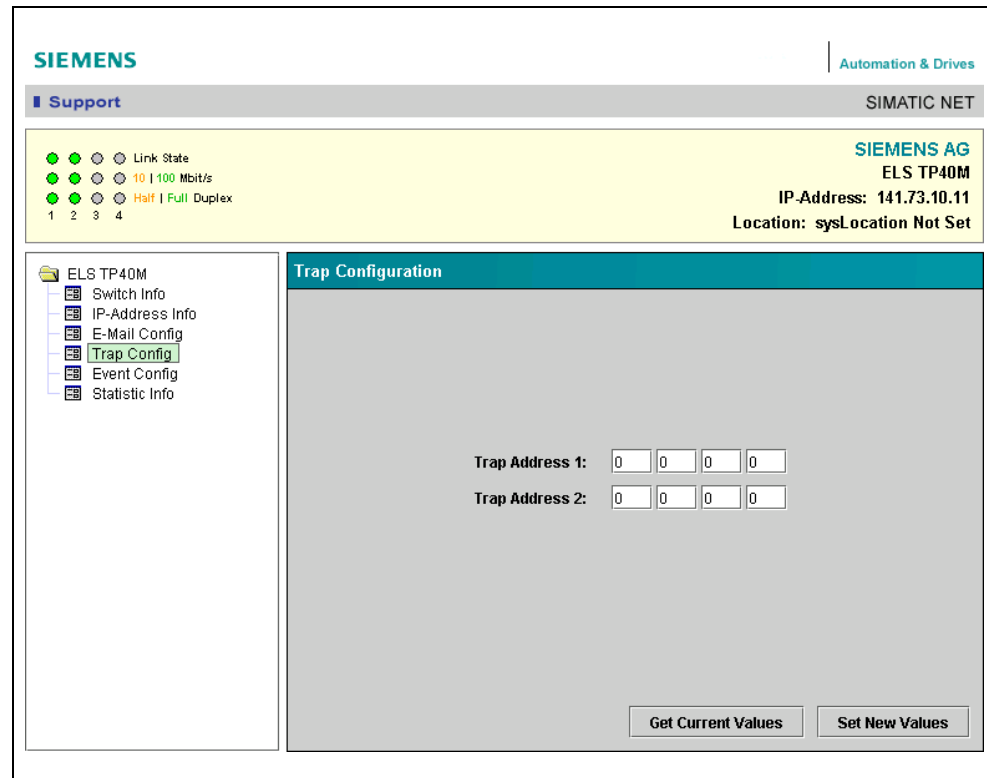 SIEMENS
Automation & Drives
Support
SIMATIC NET
Link State
10 | 100 Mbit/s
Half | Full Duplex
1 2 3 4
SIEMENS AG
ELS TP40M
IP-Address: 141.73.10.11
Location: sysLocation Not Set
ELS TP40M
Switch Info
IP-Address Info
E-Mail Config
Trap Config
Event Config
Statistic Info
Trap Configuration
Trap Address 1: 0 0 0 0
Trap Address 2: 0 0 0 0
Get Current Values
Set New Values